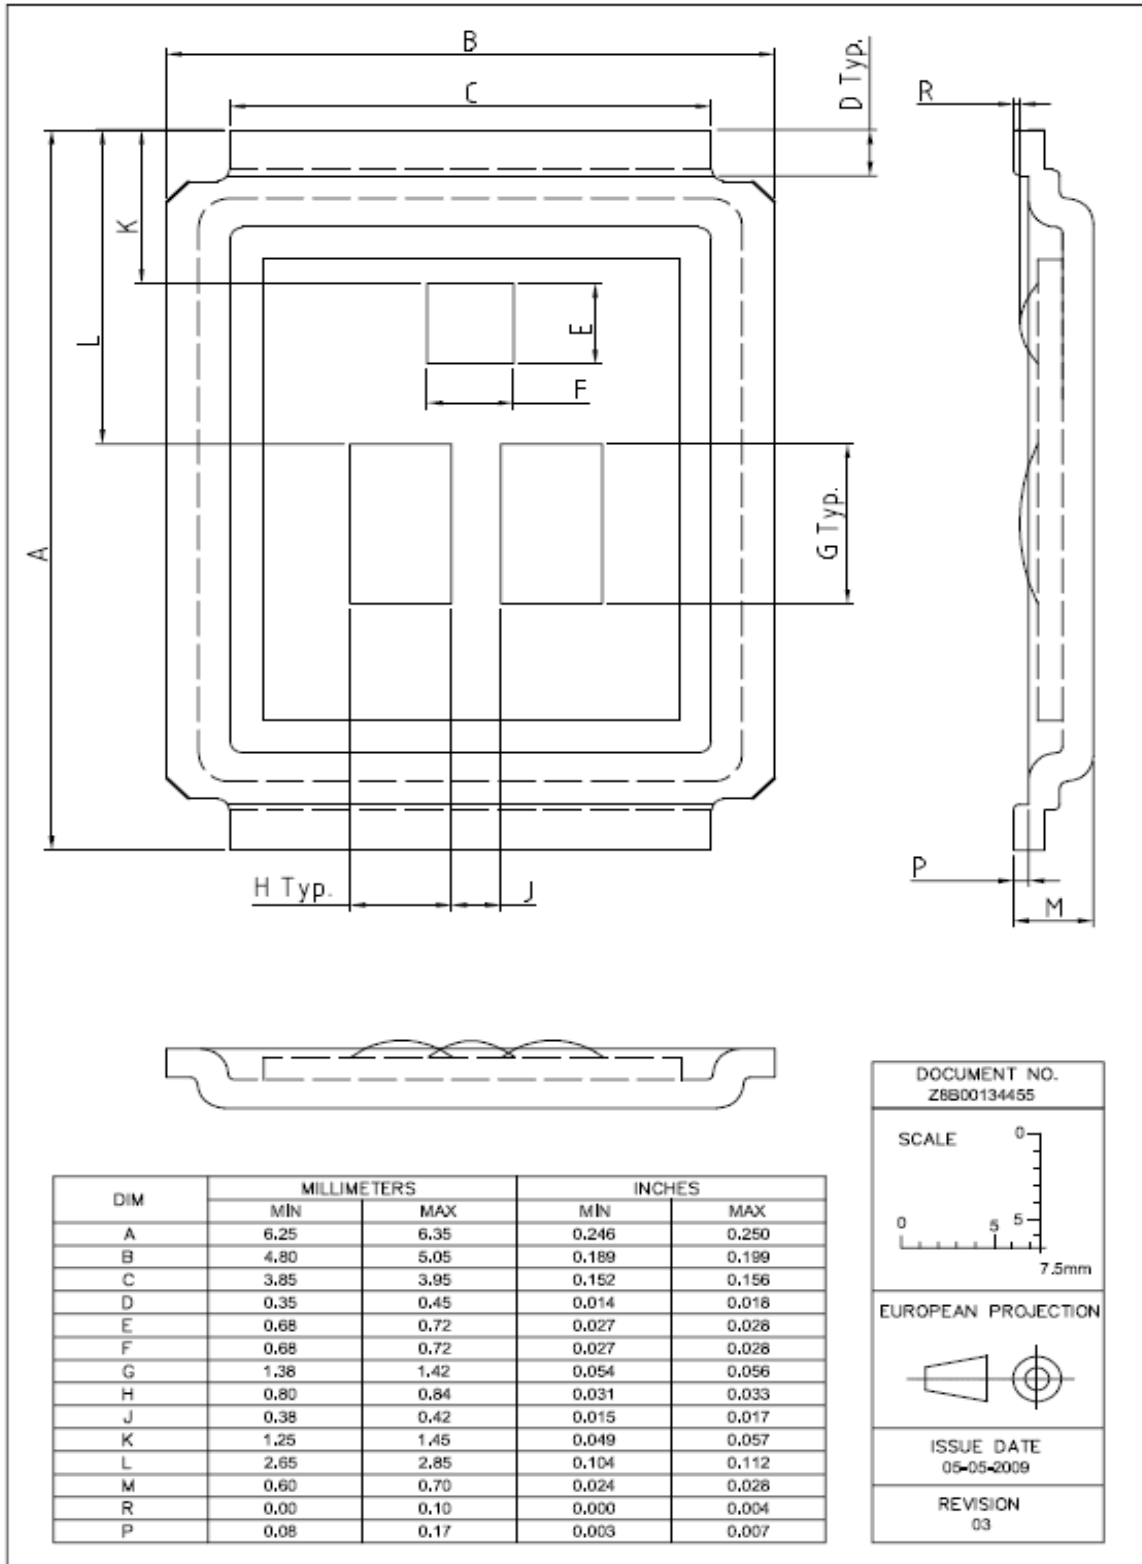 B
C
D Typ.
R
K
L
E
F
A
G Typ.
H Typ.
J
P
M
DIM MILLIMETERS INCHES
MIN MAX MIN MAX
A 6.25 6.35 0.246 0.250
B 4.80 5.05 0.189 0.199
C 3.85 3.95 0.152 0.156
D 0.35 0.45 0.014 0.018
E 0.68 0.72 0.027 0.028
F 0.68 0.72 0.027 0.028
G 1.38 1.42 0.054 0.056
H 0.80 0.84 0.031 0.033
J 0.38 0.42 0.015 0.017
K 1.25 1.45 0.049 0.057
L 2.65 2.85 0.104 0.112
M 0.60 0.70 0.024 0.028
R 0.00 0.10 0.000 0.004
P 0.08 0.17 0.003 0.007
DOCUMENT NO.
Z8B00134455
SCALE
0
5
0 5
7.5mm
EUROPEAN PROJECTION
ISSUE DATE
05-05-2009
REVISION
03